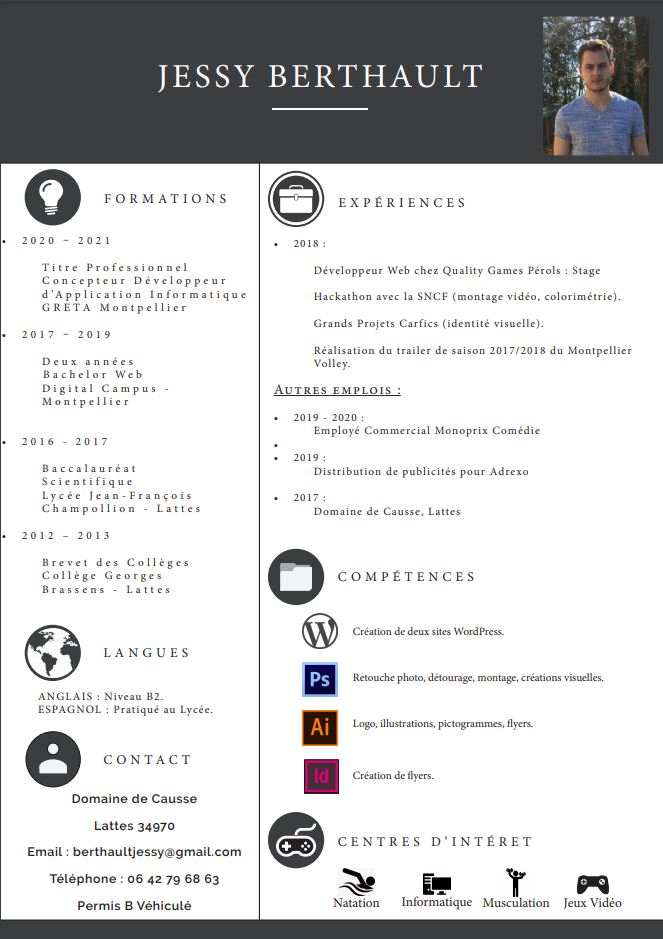 JESSY BERTHAULT
FORMATIONS
• 2020 – 2021
Titre Professionnel
Concepteur Développeur
d’Application Informatique
GRETA Montpellier
• 2017 – 2019
Deux années
Bachelor Web
Digital Campus -
Montpellier
• 2016 - 2017
Baccalauréat
Scientifique
Lycée Jean-François
Champollion - Lattes
• 2012 – 2013
Brevet des Collèges
Collège Georges
Brassens - Lattes
LANGUES
ANGLAIS : Niveau B2.
ESPAGNOL : Pratiqué au Lycée.
CONTACT
Domaine de Causse
Lattes 34970
Email : berthaultjessy@gmail.com
Téléphone : 06 42 79 68 63
Permis B Véhiculé
EXPÉRIENCES
• 2018 :
Développeur Web chez Quality Games Pérols : Stage
Hackathon avec la SNCF (montage vidéo, colorimétrie).
Grands Projets Carfics (identité visuelle).
Réalisation du trailer de saison 2017/2018 du Montpellier
Volley.
AUTRES EMPLOIS :
• 2019 - 2020 :
Employé Commercial Monoprix Comédie
•
• 2019 :
Distribution de publicités pour Adrexo
• 2017 :
Domaine de Causse, Lattes
COMPÉTENCES
W Création de deux sites WordPress.
Ps Retouche photo, détourage, montage, créations visuelles.
Ai Logo, illustrations, pictogrammes, flyers.
Id Création de flyers.
CENTRES D’INTÉRET
Natation Informatique Musculation Jeux Vidéo